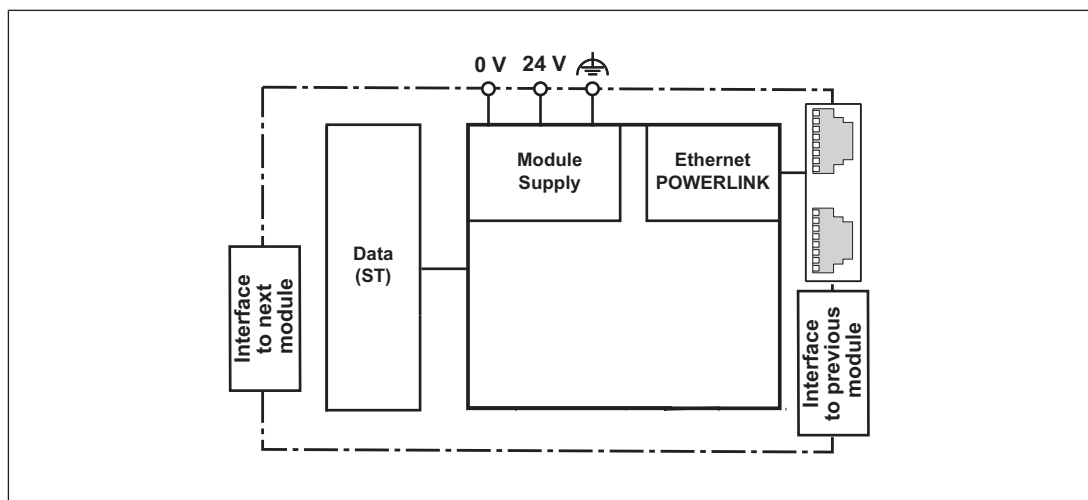 0 V 24 V
Module
Supply
Ethernet
POWERLINK
Data
(ST)
Interface
to next
module
Interface
to previous
module